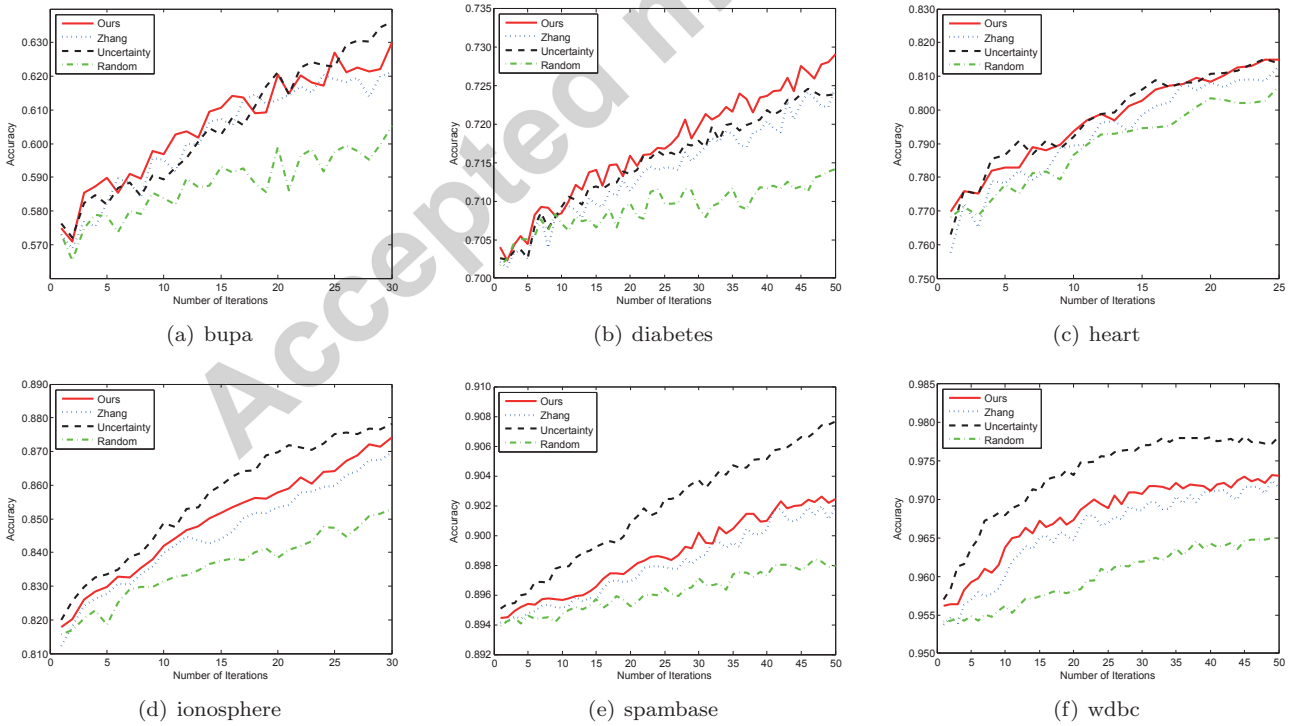 Accepted m
0.630
0.620
0.610
0.600
0.590
0.580
0.570
Accuracy
Ours
Zhang
Uncertainty
Random
0 5 10 15 20 25 30
Number of Iterations
(a) bupa
0.735
0.730
0.725
0.720
0.715
0.710
0.705
0.700
Accuracy
Ours
Zhang
Uncertainty
Random
0 5 10 15 20 25 30 35 40 45 50
Number of Iterations
(b) diabetes
0.830
0.820
0.810
0.800
0.790
0.780
0.770
0.760
0.750
Accuracy
Ours
Zhang
Uncertainty
Random
0 5 10 15 20 25
Number of Iterations
(c) heart
0.890
0.880
0.870
0.860
0.850
0.840
0.830
0.820
0.810
Accuracy
Ours
Zhang
Uncertainty
Random
0 5 10 15 20 25 30
Number of Iterations
(d) ionosphere
0.910
0.908
0.906
0.904
0.902
0.900
0.898
0.896
0.894
0.892
Accuracy
Ours
Zhang
Uncertainty
Random
0 5 10 15 20 25 30 35 40 45 50
Number of Iterations
(e) spambase
0.985
0.980
0.975
0.970
0.965
0.960
0.955
0.950
Accuracy
Ours
Zhang
Uncertainty
Random
0 5 10 15 20 25 30 35 40 45 50
Number of Iterations
(f) wdbc